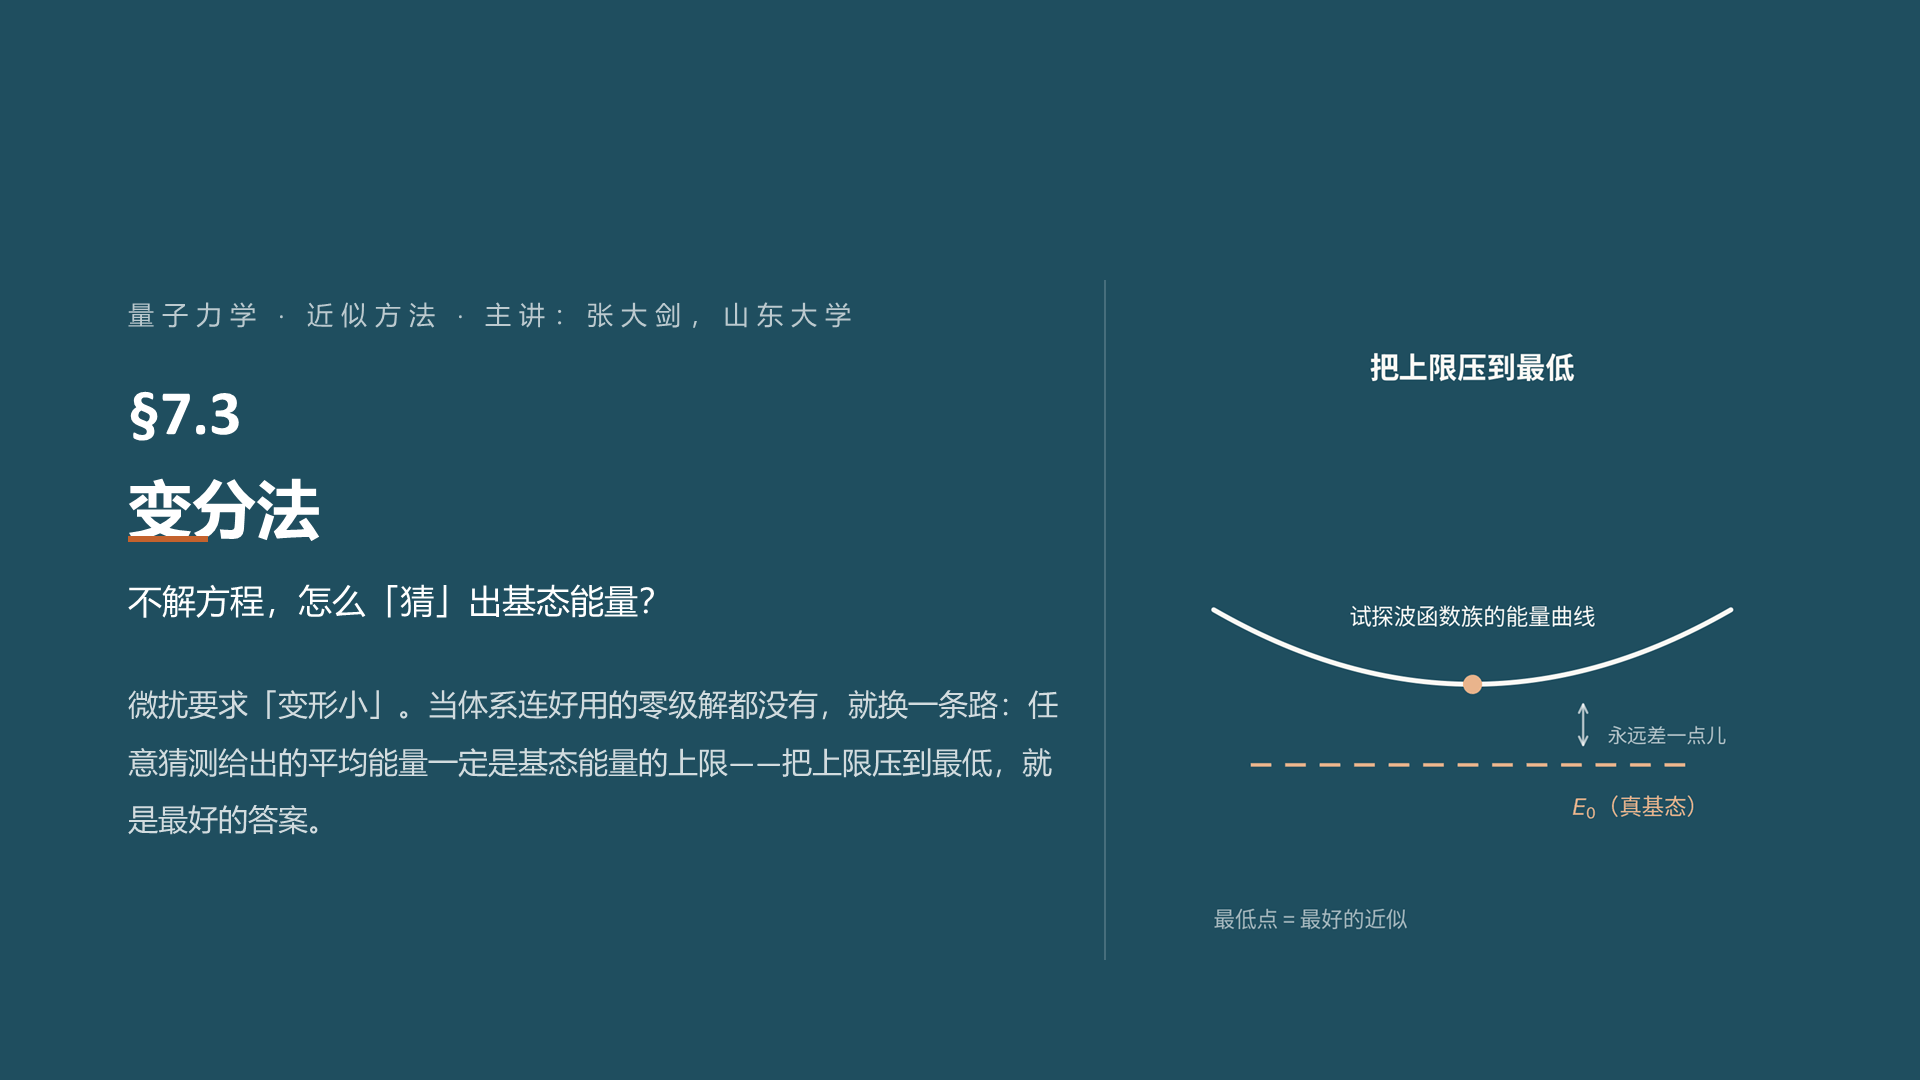 量子力学 · 近似方法 · 主讲：张大剑，山东大学
§7.3
变分法
不解方程，怎么「猜」出基态能量？
微扰要求「变形小」。当体系连好用的零级解都没有，就换一条路：任
意猜测给出的平均能量一定是基态能量的上限——把上限压到最低，就
是最好的答案。
把上限压到最低
试探波函数族的能量曲线
永远差一点儿
E₀（真基态）
最低点 = 最好的近似